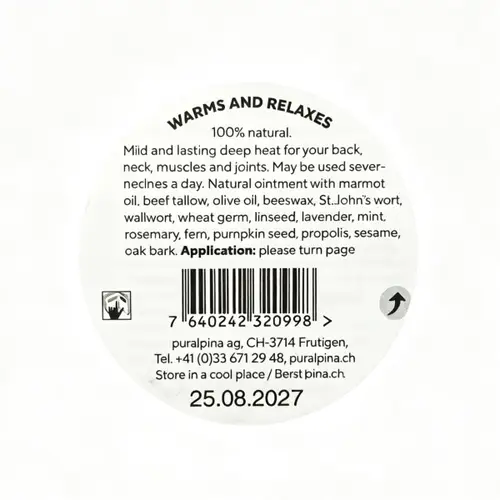 WARMS AND RELAXES
100% natural.
Mild and lasting deep heat for your back,
neck, muscles and joints. May be used sever-
necines a day. Natural ointment with marmot
oil, beef tallow, olive oil, beeswax, St.John's wort,
wallwort, wheat germ, linseed, lavender, mint,
rosemary, fern, pumpkin seed, propolis, sesame,
oak bark. Application: please turn page
7 640242 320998 >
puralpina ag, CH-3714 Frutigen,
Tel. +41 (0)33 671 29 48, puralpina.ch
Store in a cool place / Berst þina.ch
25.08.2027